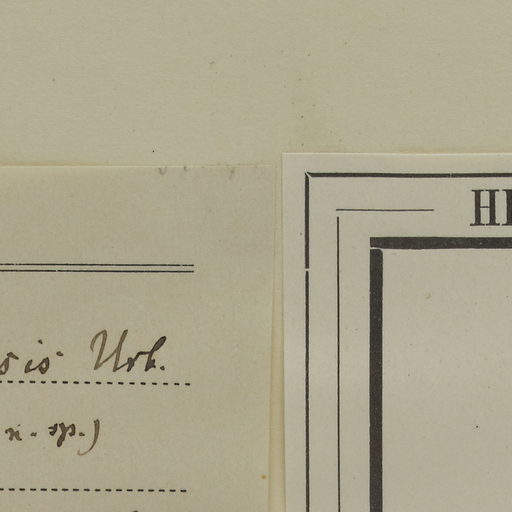 sis Urb.
n. sp.)
HE